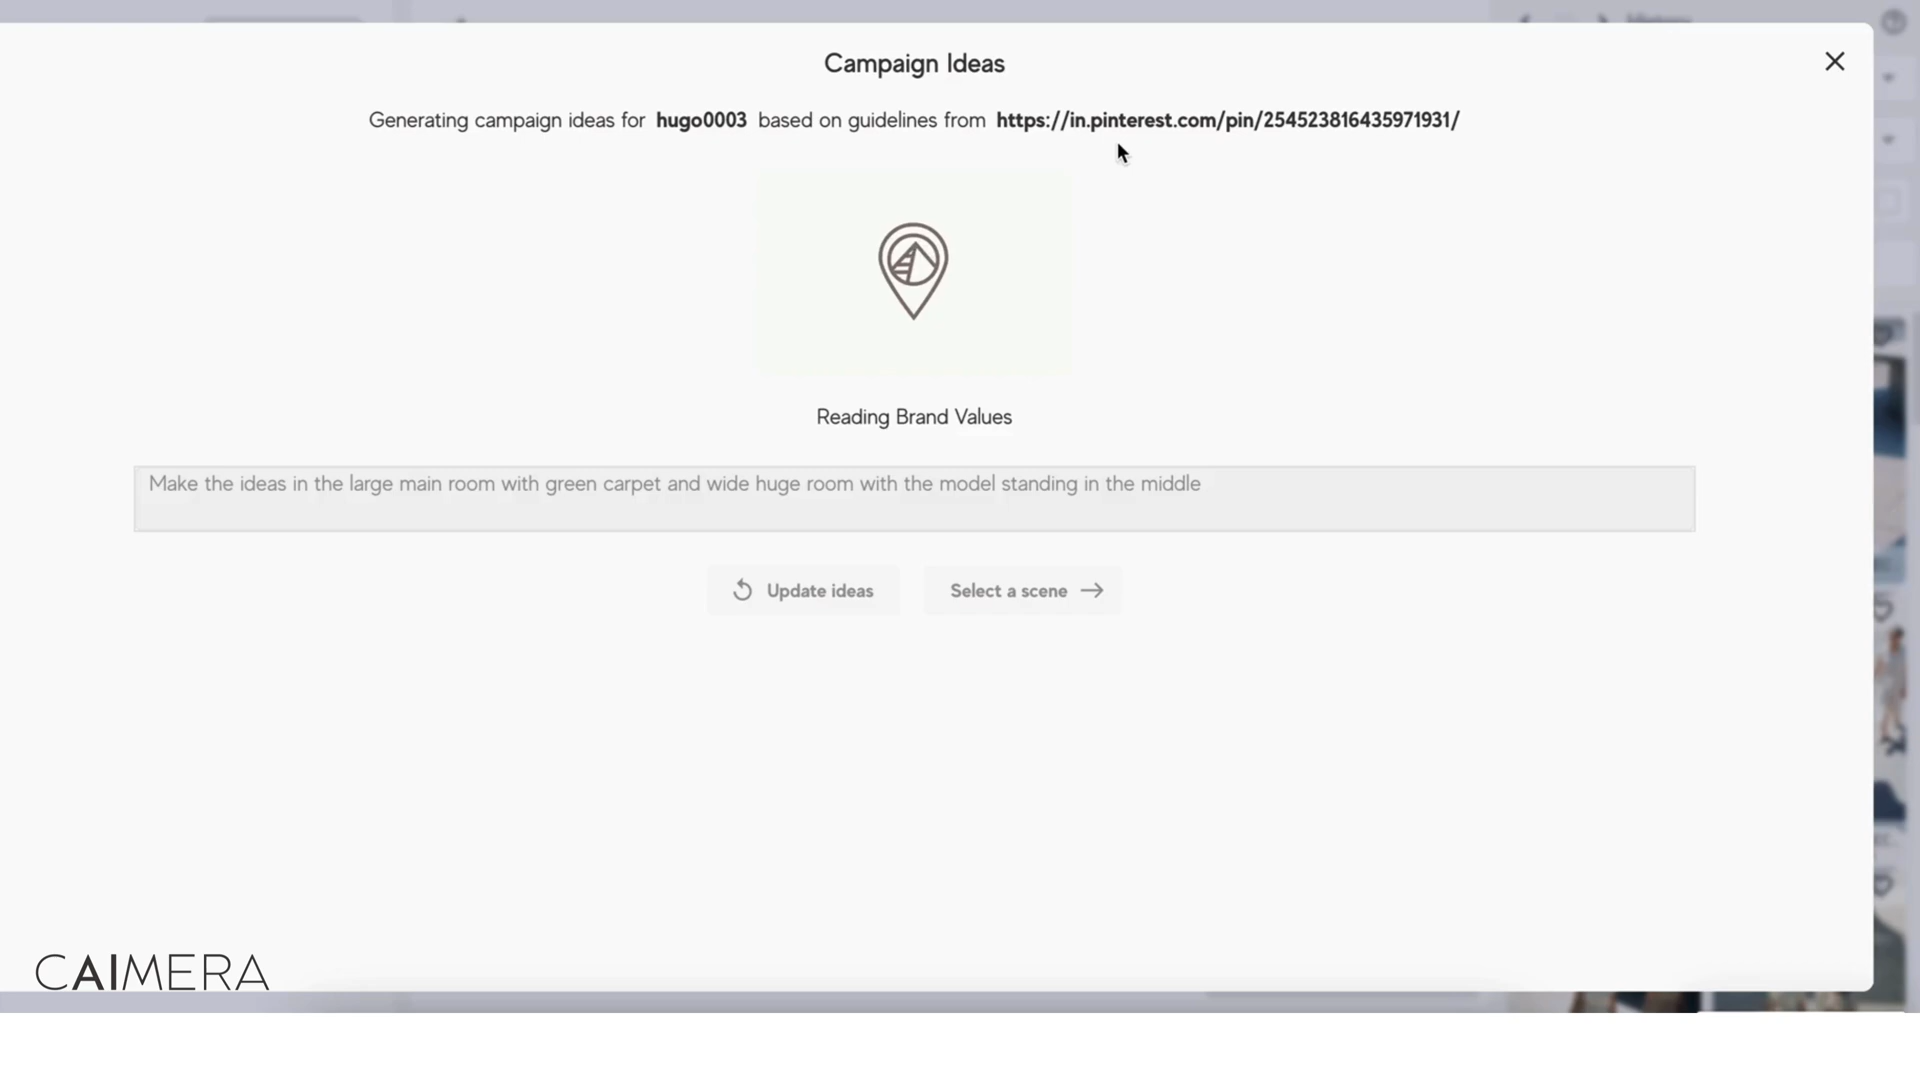 Campaign Ideas
Generating campaign ideas for hugo0003 based on guidelines from https://in.pinterest.com/pin/254523816435971931/
Reading Brand Values
Make the ideas in the large main room with green carpet and wide huge room with the model standing in the middle
Update ideas
Select a scene
CAIMERA